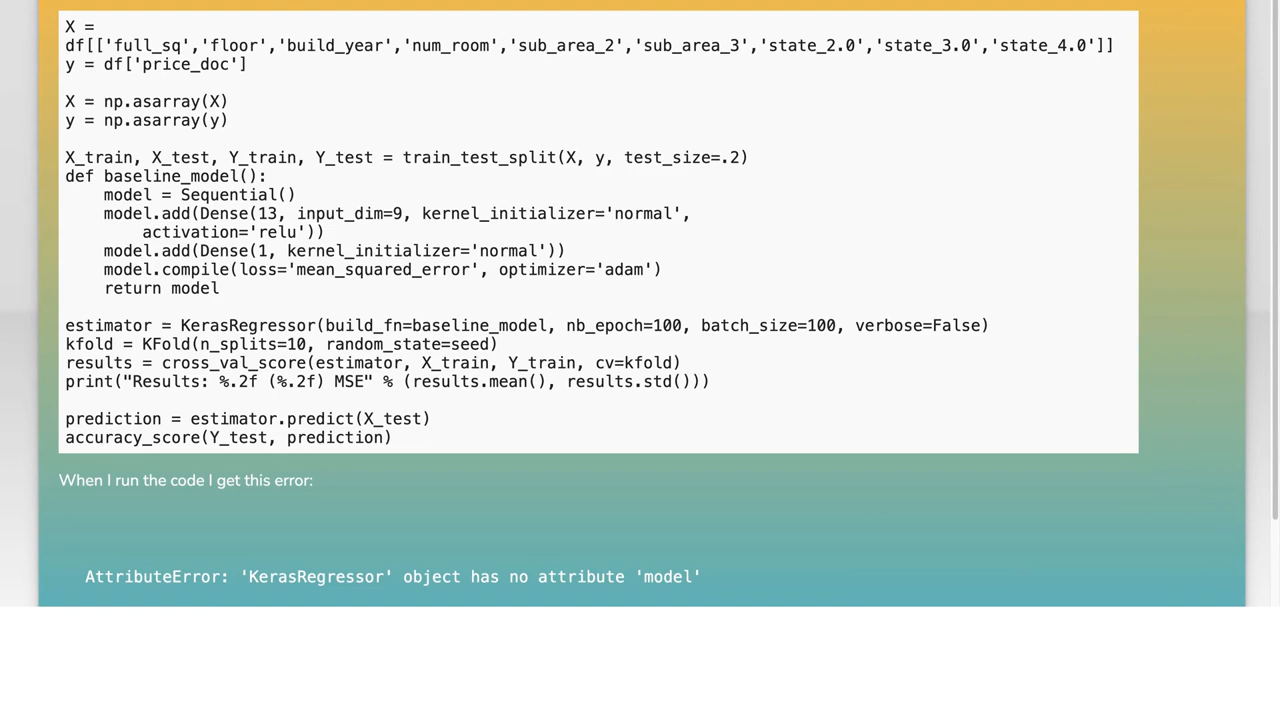 X =
df[['full_sq','floor','build_year','num_room','sub_area_2','sub_area_3','state_2.0','state_3.0','state_4.0']]
y = df['price_doc']

X = np.asarray(X)
y = np.asarray(y)

X_train, X_test, Y_train, Y_test = train_test_split(X, y, test_size=.2)
def baseline_model():
    model = Sequential()
    model.add(Dense(13, input_dim=9, kernel_initializer='normal',
        activation='relu'))
    model.add(Dense(1, kernel_initializer='normal'))
    model.compile(loss='mean_squared_error', optimizer='adam')
    return model

estimator = KerasRegressor(build_fn=baseline_model, nb_epoch=100, batch_size=100, verbose=False)
kfold = KFold(n_splits=10, random_state=seed)
results = cross_val_score(estimator, X_train, Y_train, cv=kfold)
print("Results: %.2f (%.2f) MSE" % (results.mean(), results.std()))

prediction = estimator.predict(X_test)
accuracy_score(Y_test, prediction)
When I run the code I get this error:
AttributeError: 'KerasRegressor' object has no attribute 'model'